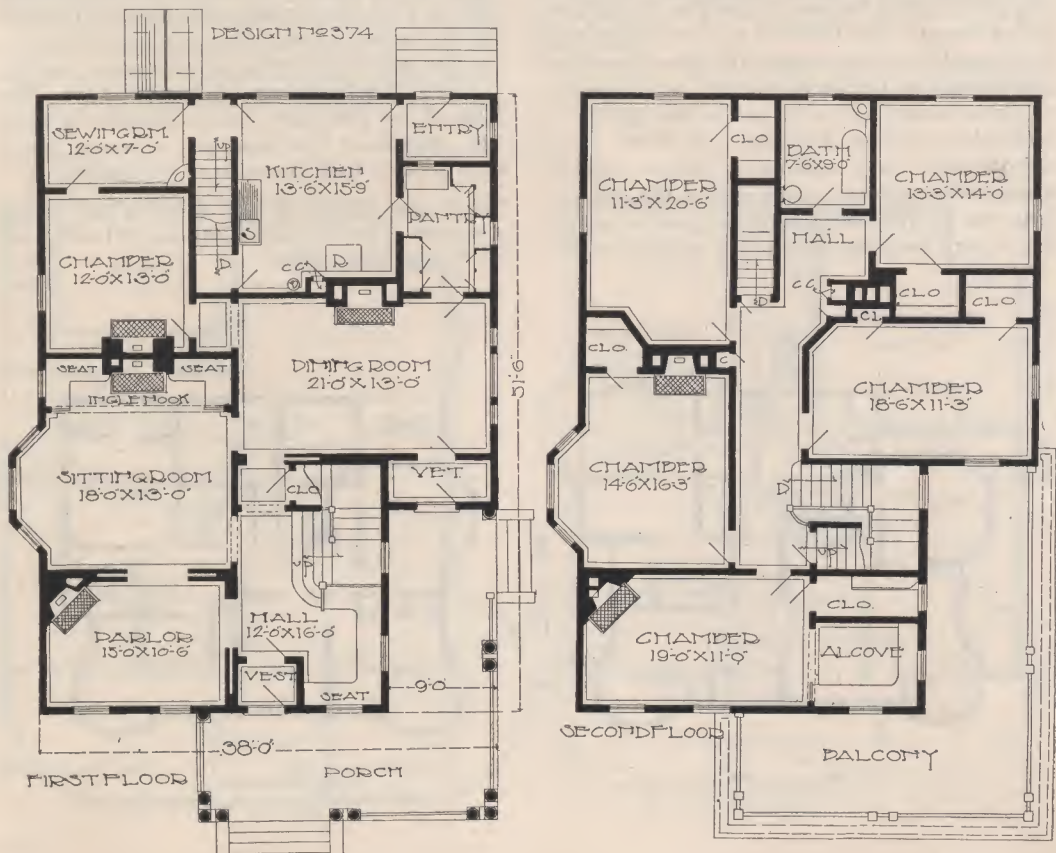 DESIGN No 374
SEWING RM.
12-0 X 7-0
UP
KITCHEN
13-6 X 15-9
ENTRY
PANTRY
S
D
C C
R
CHAMBER
12-0 X 13-0
SEAT
SEAT
INGLENOOK
DINING ROOM
21-0 X 13-0
51-6
SITTING ROOM
18-0 X 13-0
CLO
VET.
UP
HALL
12-0 X 16-0
PARLOR
15-0 X 10-6
VEST
SEAT
9-0
38-0
FIRST FLOOR
PORCH
CHAMBER
11-3 X 20-6
CLO
BATH
7-6 X 9-0
CHAMBER
13-3 X 14-0
HALL
D
C C
CLO
CLO
CL
CLO.
C
CHAMBER
18-6 X 11-3
CHAMBER
14-6 X 16-3
D
UP
CLO.
CHAMBER
19-0 X 11-9
ALCOVE
SECOND FLOOR
BALCONY